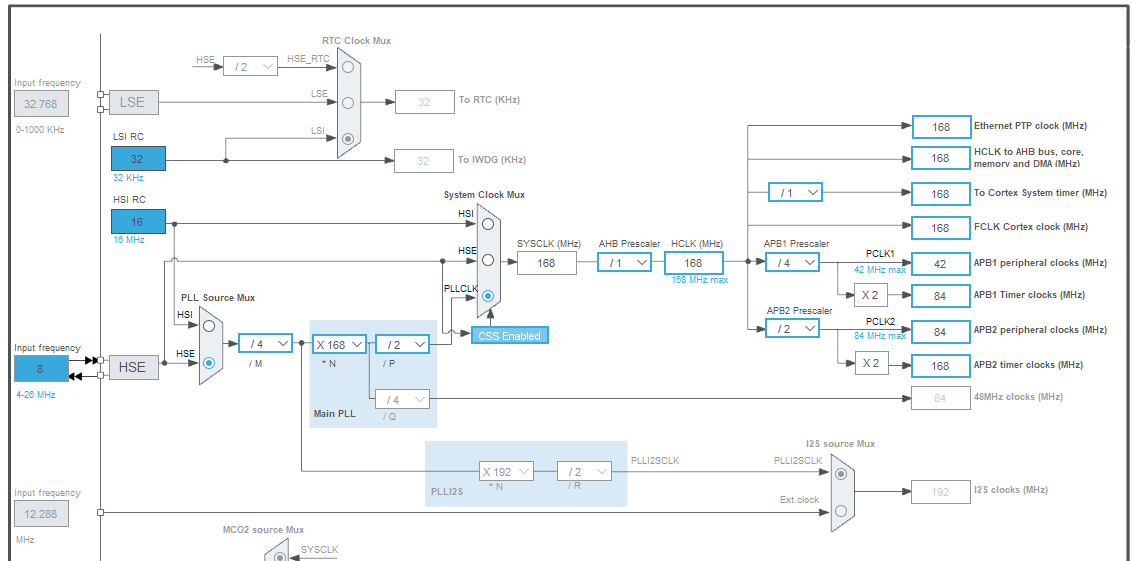 RTC Clock Mux
HSE
/ 2
HSE_RTC
Input frequency
32.768
0-1000 KHz
LSE
LSE
32
To RTC (KHz)
LSI
LSI RC
32
32 KHz
32
To IWDG (KHz)
HSI RC
16
16 MHz
System Clock Mux
HSI
HSE
PLLCLK
SYSCLK (MHz)
168
AHB Prescaler
/ 1
HCLK (MHz)
168
168 MHz max
168
Ethernet PTP clock (MHz)
168
HCLK to AHB bus, core,
memory and DMA (MHz)
/ 1
168
To Cortex System timer (MHz)
168
FCLK Cortex clock (MHz)
APB1 Prescaler
/ 4
PCLK1
42 MHz max
42
APB1 peripheral clocks (MHz)
X 2
84
APB1 Timer clocks (MHz)
APB2 Prescaler
/ 2
PCLK2
84 MHz max
84
APB2 peripheral clocks (MHz)
X 2
168
APB2 timer clocks (MHz)
CSS Enabled
PLL Source Mux
HSI
HSE
Input frequency
8
4-26 MHz
HSE
/ 4
/ M
X 168
* N
/ 2
/ P
/ 4
/ Q
Main PLL
84
48MHz clocks (MHz)
PLLI2S
X 192
* N
/ 2
/ R
PLLI2SCLK
I2S source Mux
PLLI2SCLK
Ext.clock
192
I2S clocks (MHz)
Input frequency
12.288
MHz
MCO2 source Mux
SYSCLK